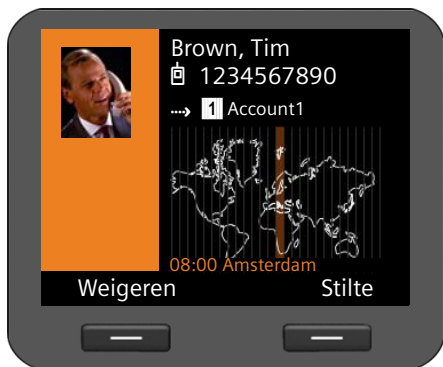 Brown, Tim
1234567890
1 Account1
08:00 Amsterdam
Weigeren Stilte